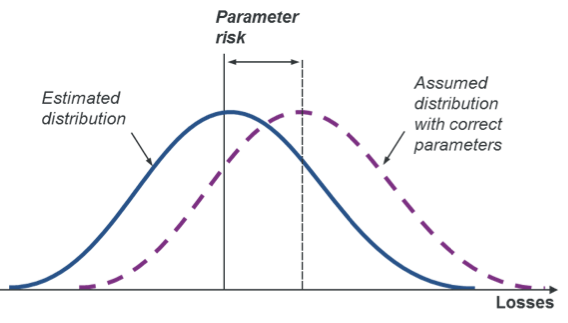 Parameter
risk
Estimated
distribution
Assumed
distribution
with correct
parameters
Losses